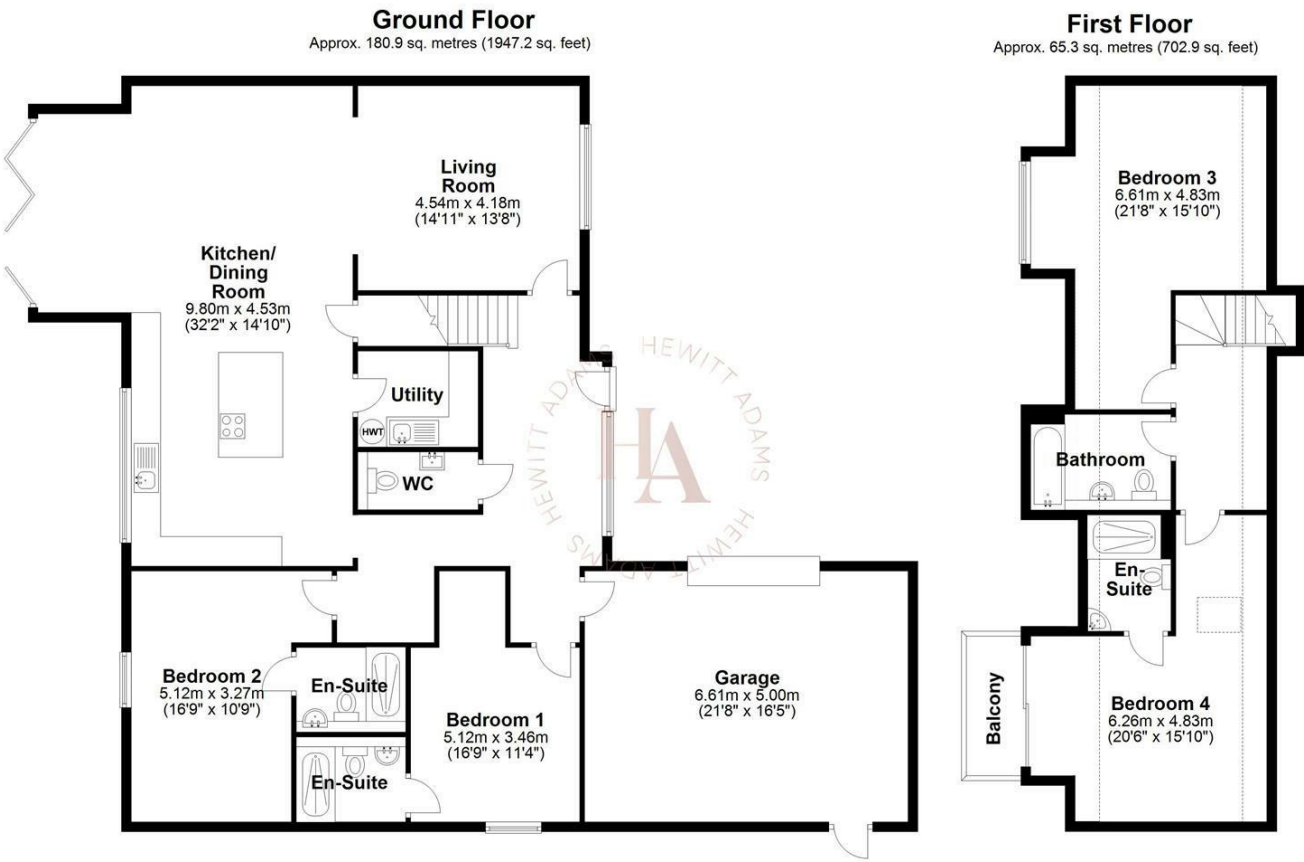 Ground Floor
Approx. 180.9 sq. metres (1947.2 sq. feet)
Living
Room
4.54m x 4.18m
(14'11" x 13'8")
Kitchen/
Dining
Room
9.80m x 4.53m
(32'2" x 14'10")
Utility
HWT
WC
Bedroom 2
5.12m x 3.27m
(16'9" x 10'9")
En-Suite
En-Suite
Bedroom 1
5.12m x 3.46m
(16'9" x 11'4")
Garage
6.61m x 5.00m
(21'8" x 16'5")
HEWITT ADAMS
HEWITT ADAMS
HEWITT ADAMS
HA
First Floor
Approx. 65.3 sq. metres (702.9 sq. feet)
Bedroom 3
6.61m x 4.83m
(21'8" x 15'10")
Bathroom
En-
Suite
Balcony
Bedroom 4
6.26m x 4.83m
(20'6" x 15'10")